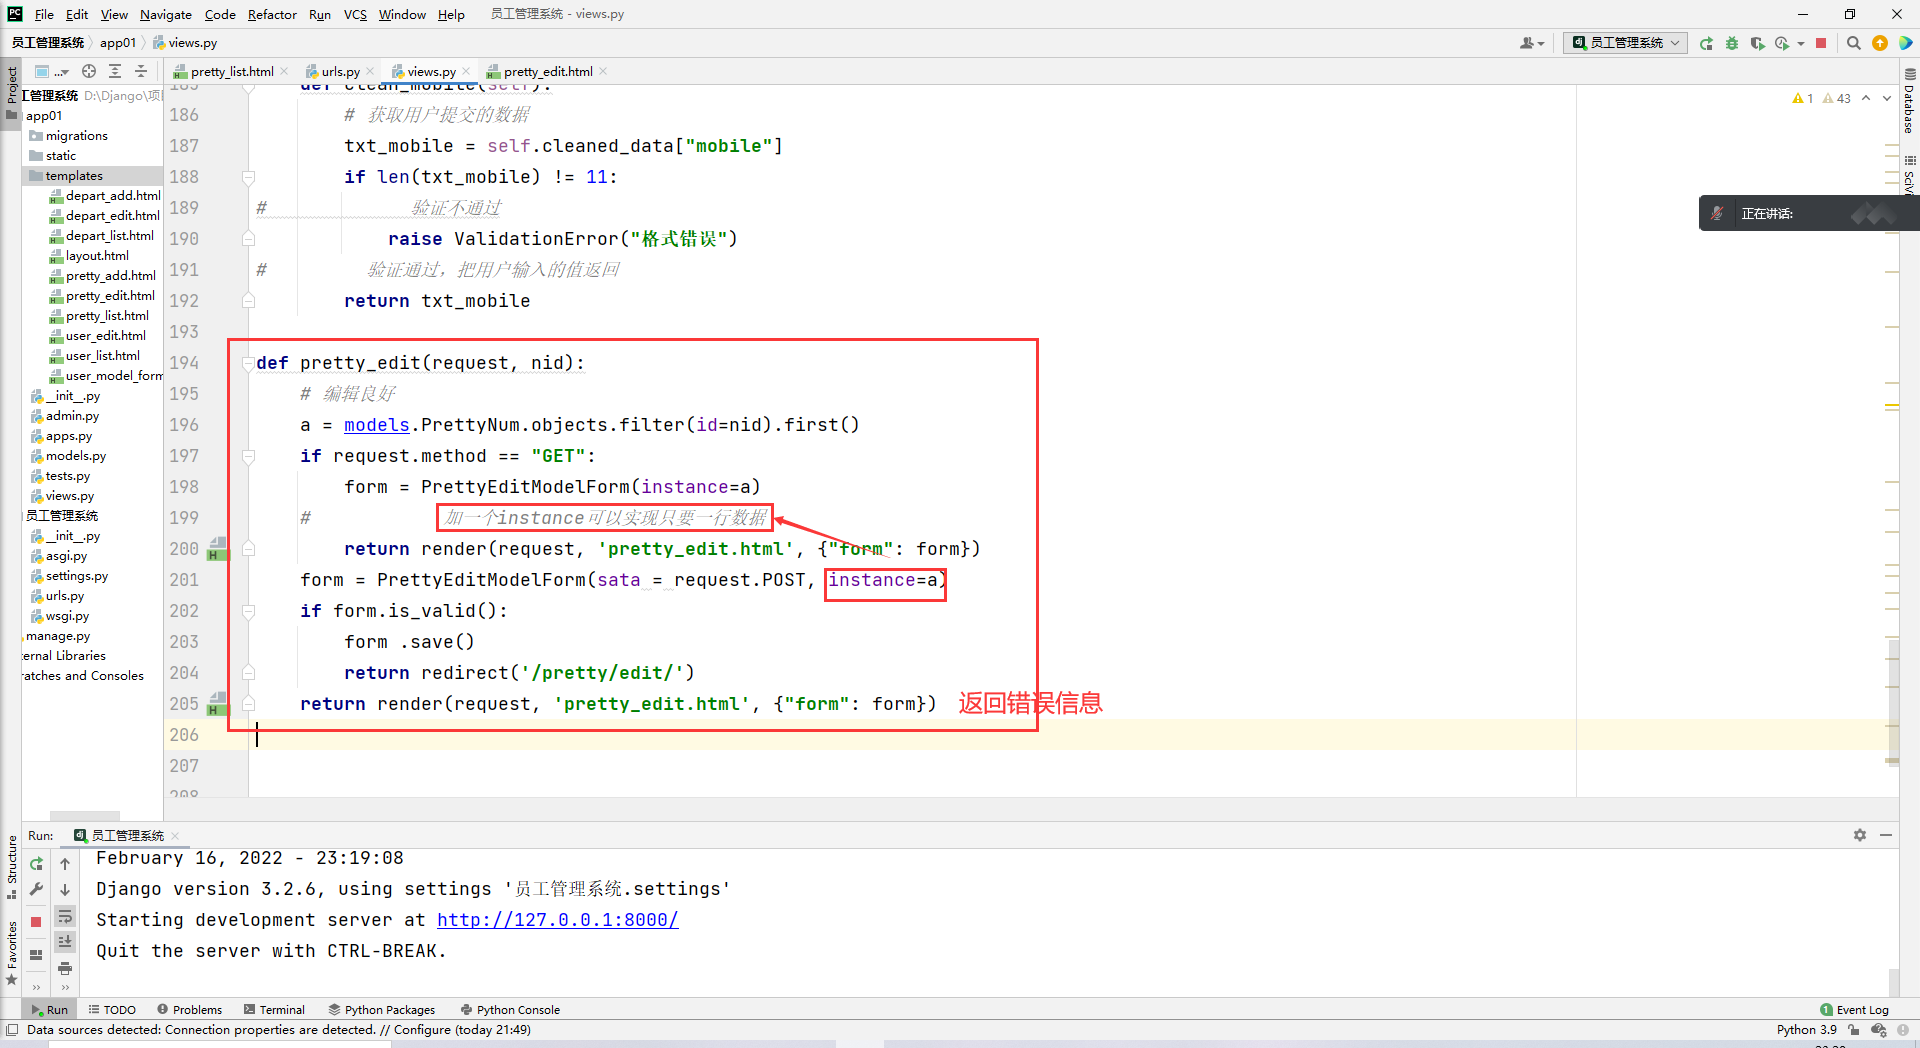 File Edit View Navigate Code Refactor Run VCS Window Help 员工管理系统 - views.py
员工管理系统 app01 views.py
员工管理系统
Project
... pretty_list.html urls.py views.py pretty_edit.html
工管理系统 D:\Django\项
app01
migrations
static
templates
depart_add.html
depart_edit.html
depart_list.html
layout.html
pretty_add.html
pretty_edit.html
pretty_list.html
user_edit.html
user_list.html
user_model_form
__init__.py
admin.py
apps.py
models.py
tests.py
views.py
员工管理系统
__init__.py
asgi.py
settings.py
urls.py
wsgi.py
manage.py
ternal Libraries
ratches and Consoles
185 def clean_mobile(self):
186 # 获取用户提交的数据
187 txt_mobile = self.cleaned_data["mobile"]
188 if len(txt_mobile) != 11:
189 # 验证不通过
190 raise ValidationError("格式错误")
191 # 验证通过，把用户输入的值返回
192 return txt_mobile
193
194 def pretty_edit(request, nid):
195 # 编辑良好
196 a = models.PrettyNum.objects.filter(id=nid).first()
197 if request.method == "GET":
198 form = PrettyEditModelForm(instance=a)
199 # 加一个instance可以实现只要一行数据
200 return render(request, 'pretty_edit.html', {"form": form})
201 form = PrettyEditModelForm(sata = request.POST, instance=a)
202 if form.is_valid():
203 form .save()
204 return redirect('/pretty/edit/')
205 return render(request, 'pretty_edit.html', {"form": form}) 返回错误信息
206
207
208
1 43
Database
SciV
正在讲话:
Run: 员工管理系统
February 16, 2022 - 23:19:08
Django version 3.2.6, using settings '员工管理系统.settings'
Starting development server at http://127.0.0.1:8000/
Quit the server with CTRL-BREAK.
Structure
Favorites
Run TODO Problems Terminal Python Packages Python Console 1 Event Log
Data sources detected: Connection properties are detected. // Configure (today 21:49) Python 3.9